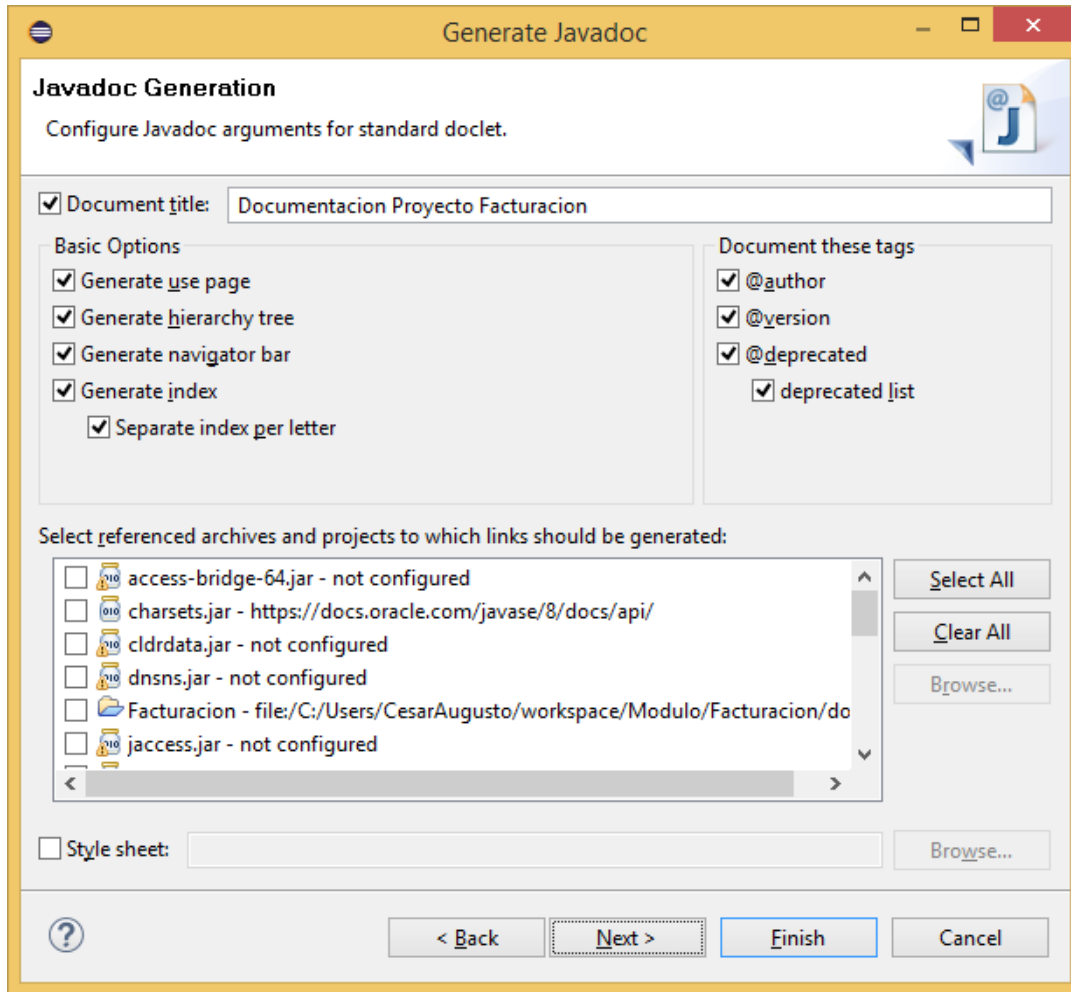 Generate Javadoc
Javadoc Generation
Configure Javadoc arguments for standard doclet.
@
J
Document title: Documentacion Proyecto Facturacion
Basic Options
Generate use page
Generate hierarchy tree
Generate navigator bar
Generate index
Separate index per letter
Document these tags
@author
@version
@deprecated
deprecated list
Select referenced archives and projects to which links should be generated:
access-bridge-64.jar - not configured
charsets.jar - https://docs.oracle.com/javase/8/docs/api/
cldrdata.jar - not configured
dnsns.jar - not configured
Facturacion - file:/C:/Users/CesarAugusto/workspace/Modulo/Facturacion/do
jaccess.jar - not configured
Select All
Clear All
Browse...
Style sheet:
Browse...
?
< Back
Next >
Finish
Cancel